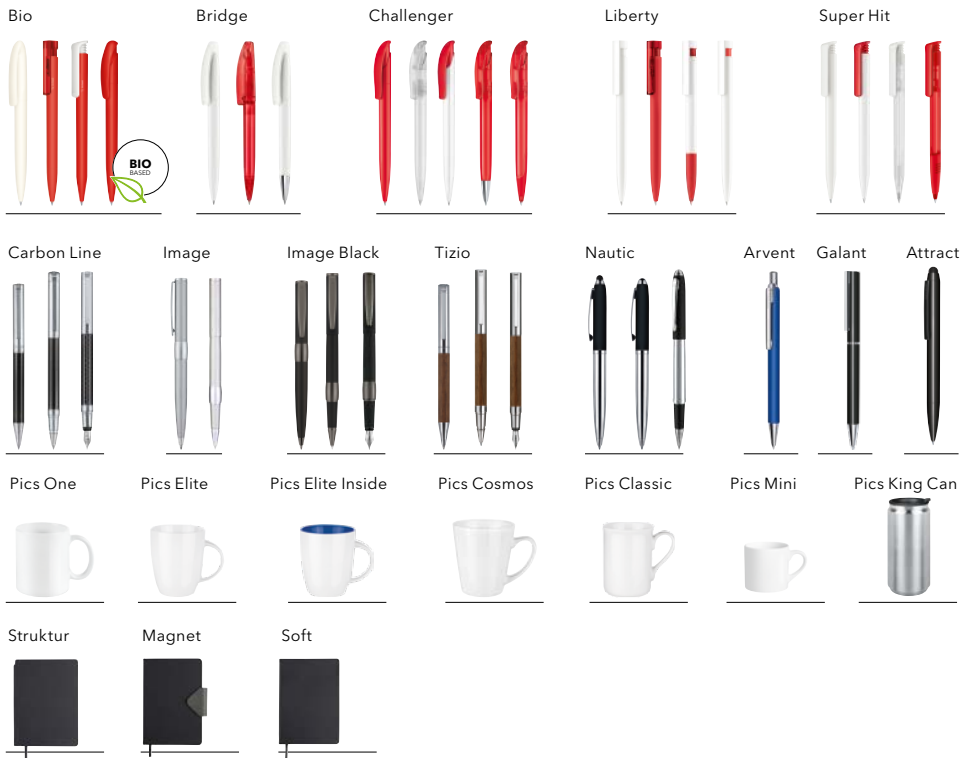 Bio
Bridge
Challenger
Liberty
Super Hit
BIO
BASED
Carbon Line
Image
Image Black
Tizio
Nautic
Arvent
Galant
Attract
Pics One
Pics Elite
Pics Elite Inside
Pics Cosmos
Pics Classic
Pics Mini
Pics King Can
Struktur
Magnet
Soft